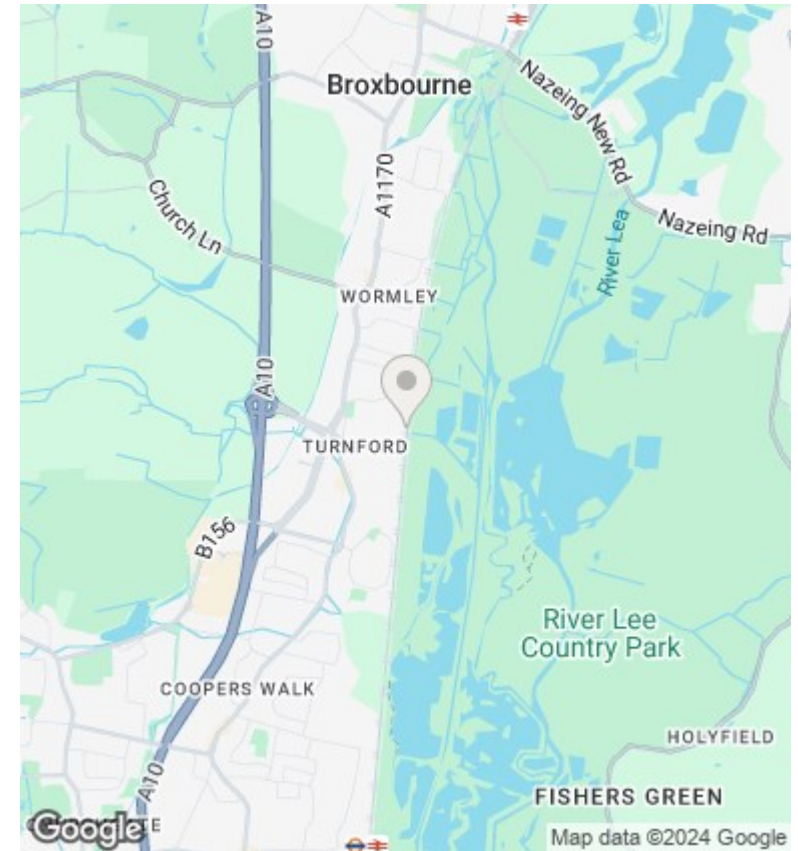 A10
Broxbourne
Nazeing New Rd
A1170
Church Ln
Nazeing Rd
River Lea
WORMLEY
A10
TURNFORD
B156
River Lee
Country Park
COOPERS WALK
HOLYFIELD
A10
FISHERS GREEN
Google
Map data ©2024 Google